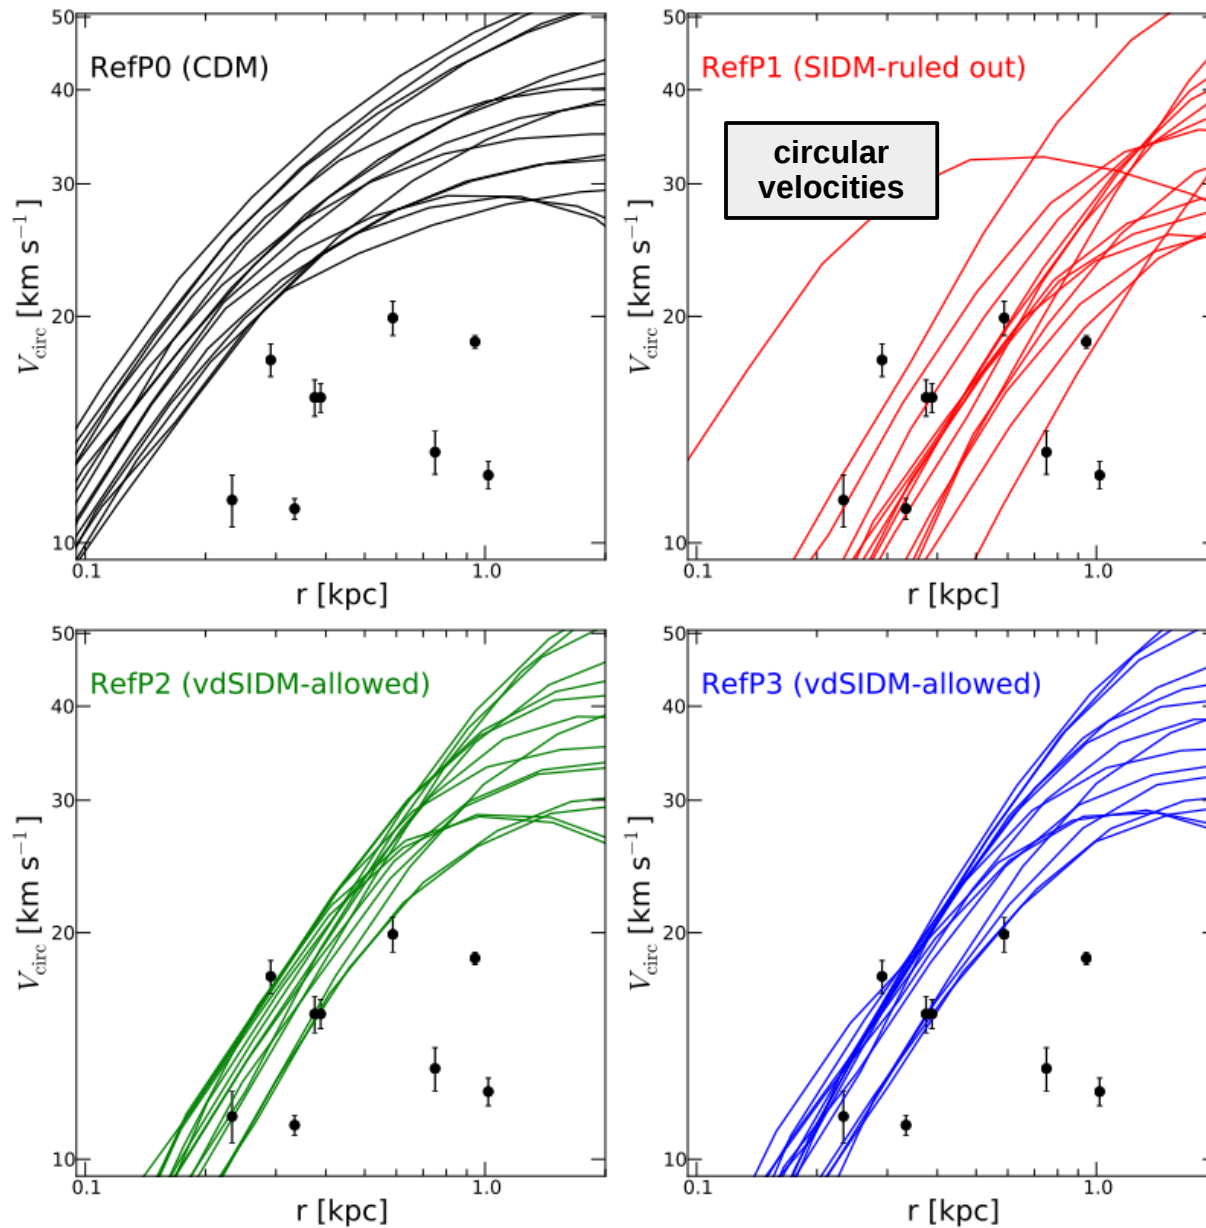 50
40
30
20
10
V_circ [km s⁻¹]
RefP0 (CDM)
0.1
1.0
r [kpc]
50
40
30
20
10
V_circ [km s⁻¹]
RefP1 (SIDM-ruled out)
circular
velocities
0.1
1.0
r [kpc]
50
40
30
20
10
V_circ [km s⁻¹]
RefP2 (vdSIDM-allowed)
0.1
1.0
r [kpc]
50
40
30
20
10
V_circ [km s⁻¹]
RefP3 (vdSIDM-allowed)
0.1
1.0
r [kpc]